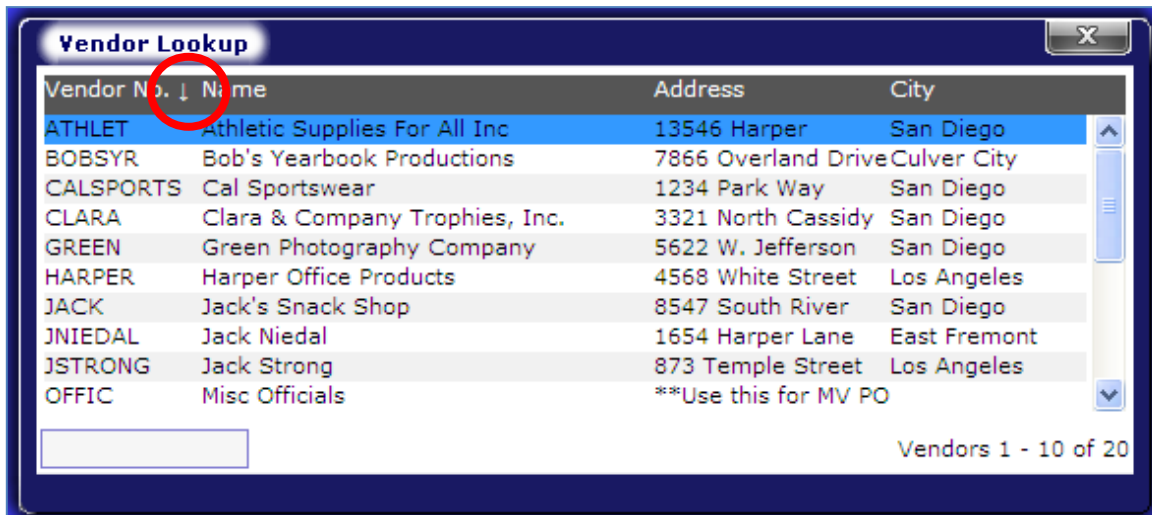 Vendor Lookup
X
Vendor No. ↓ Name Address City
ATHLET Athletic Supplies For All Inc 13546 Harper San Diego
BOBSYR Bob's Yearbook Productions 7866 Overland Drive Culver City
CALSPORTS Cal Sportswear 1234 Park Way San Diego
CLARA Clara & Company Trophies, Inc. 3321 North Cassidy San Diego
GREEN Green Photography Company 5622 W. Jefferson San Diego
HARPER Harper Office Products 4568 White Street Los Angeles
JACK Jack's Snack Shop 8547 South River San Diego
JNIEDAL Jack Niedal 1654 Harper Lane East Fremont
JSTRONG Jack Strong 873 Temple Street Los Angeles
OFFIC Misc Officials **Use this for MV PO
Vendors 1 - 10 of 20